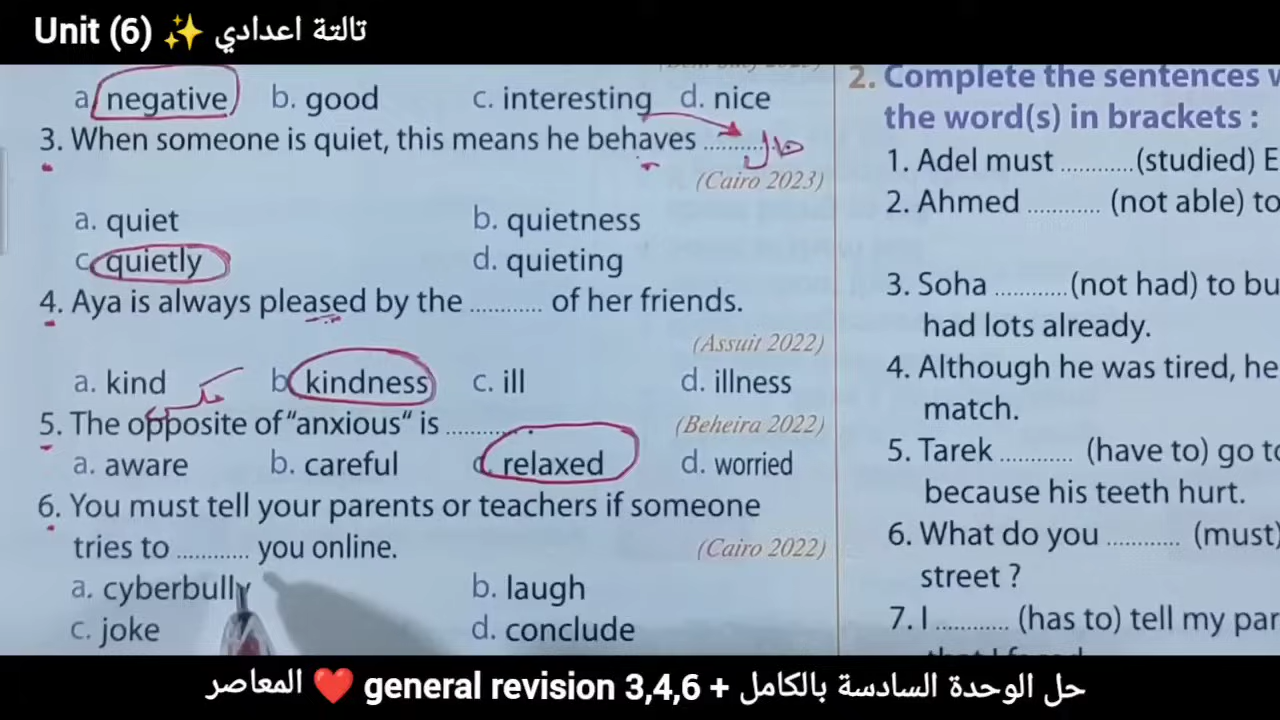 Unit (6) ✨ تالتة اعدادي
a. negative b. good c. interesting d. nice
3. When someone is quiet, this means he behaves ............ حال
(Cairo 2023)
a. quiet b. quietness
c. quietly d. quieting
4. Aya is always pleased by the ............ of her friends.
(Assuit 2022)
a. kind b. kindness c. ill d. illness
عكس
5. The opposite of "anxious" is ............ . (Beheira 2022)
a. aware b. careful c. relaxed d. worried
6. You must tell your parents or teachers if someone
tries to ............ you online. (Cairo 2022)
a. cyberbully b. laugh
c. joke d. conclude
2. Complete the sentences
the word(s) in brackets :
1. Adel must ............ (studied) E
2. Ahmed ............ (not able) to
3. Soha ............ (not had) to bu
had lots already.
4. Although he was tired, he
match.
5. Tarek ............ (have to) go to
because his teeth hurt.
6. What do you ............ (must)
street ?
7. I ............ (has to) tell my par
حل الوحدة السادسة بالكامل + general revision 3,4,6 ❤️ المعاصر